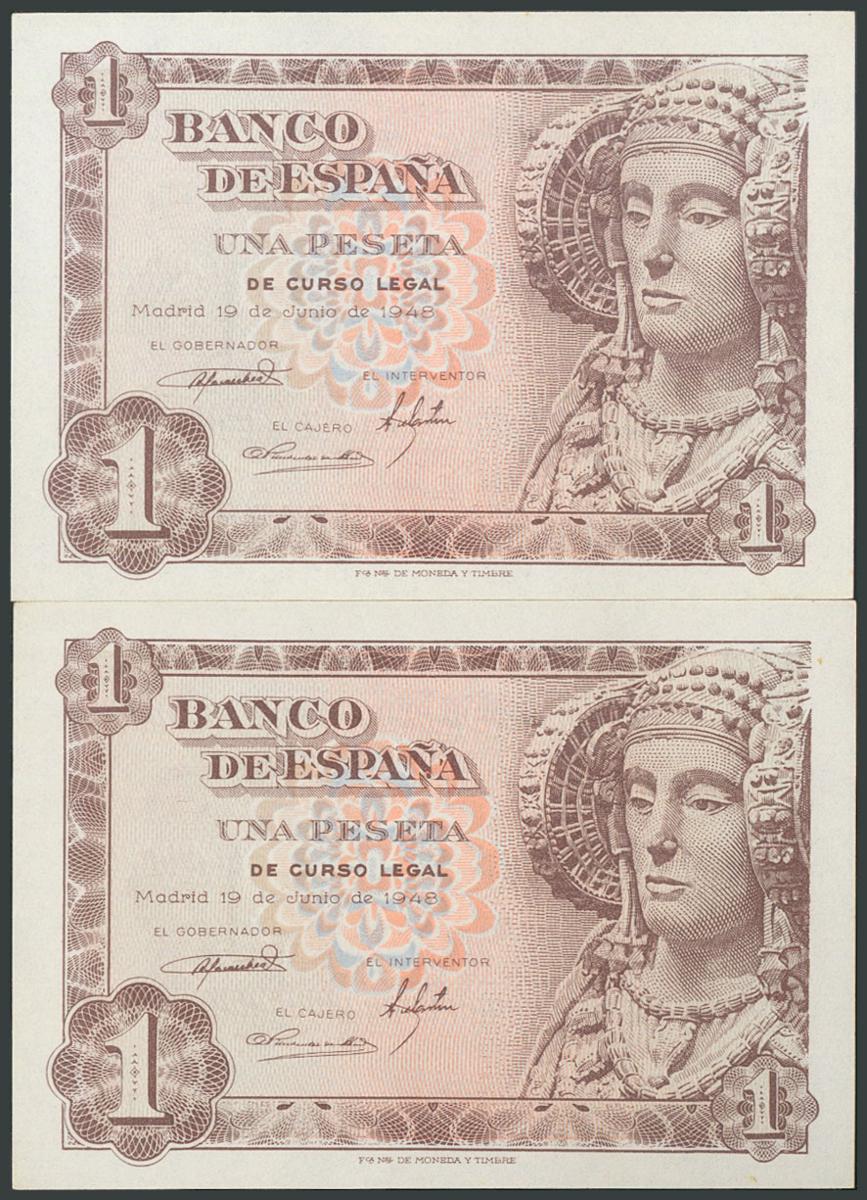 1
BANCO
DE ESPAÑA
UNA PESETA
DE CURSO LEGAL
Madrid 19 de Junio de 1948
EL GOBERNADOR
EL INTERVENTOR
EL CAJERO
1
1
Fca Nal DE MONEDA Y TIMBRE
1
BANCO
DE ESPAÑA
UNA PESETA
DE CURSO LEGAL
Madrid 19 de Junio de 1948
EL GOBERNADOR
EL INTERVENTOR
EL CAJERO
1
1
Fca Nal DE MONEDA Y TIMBRE